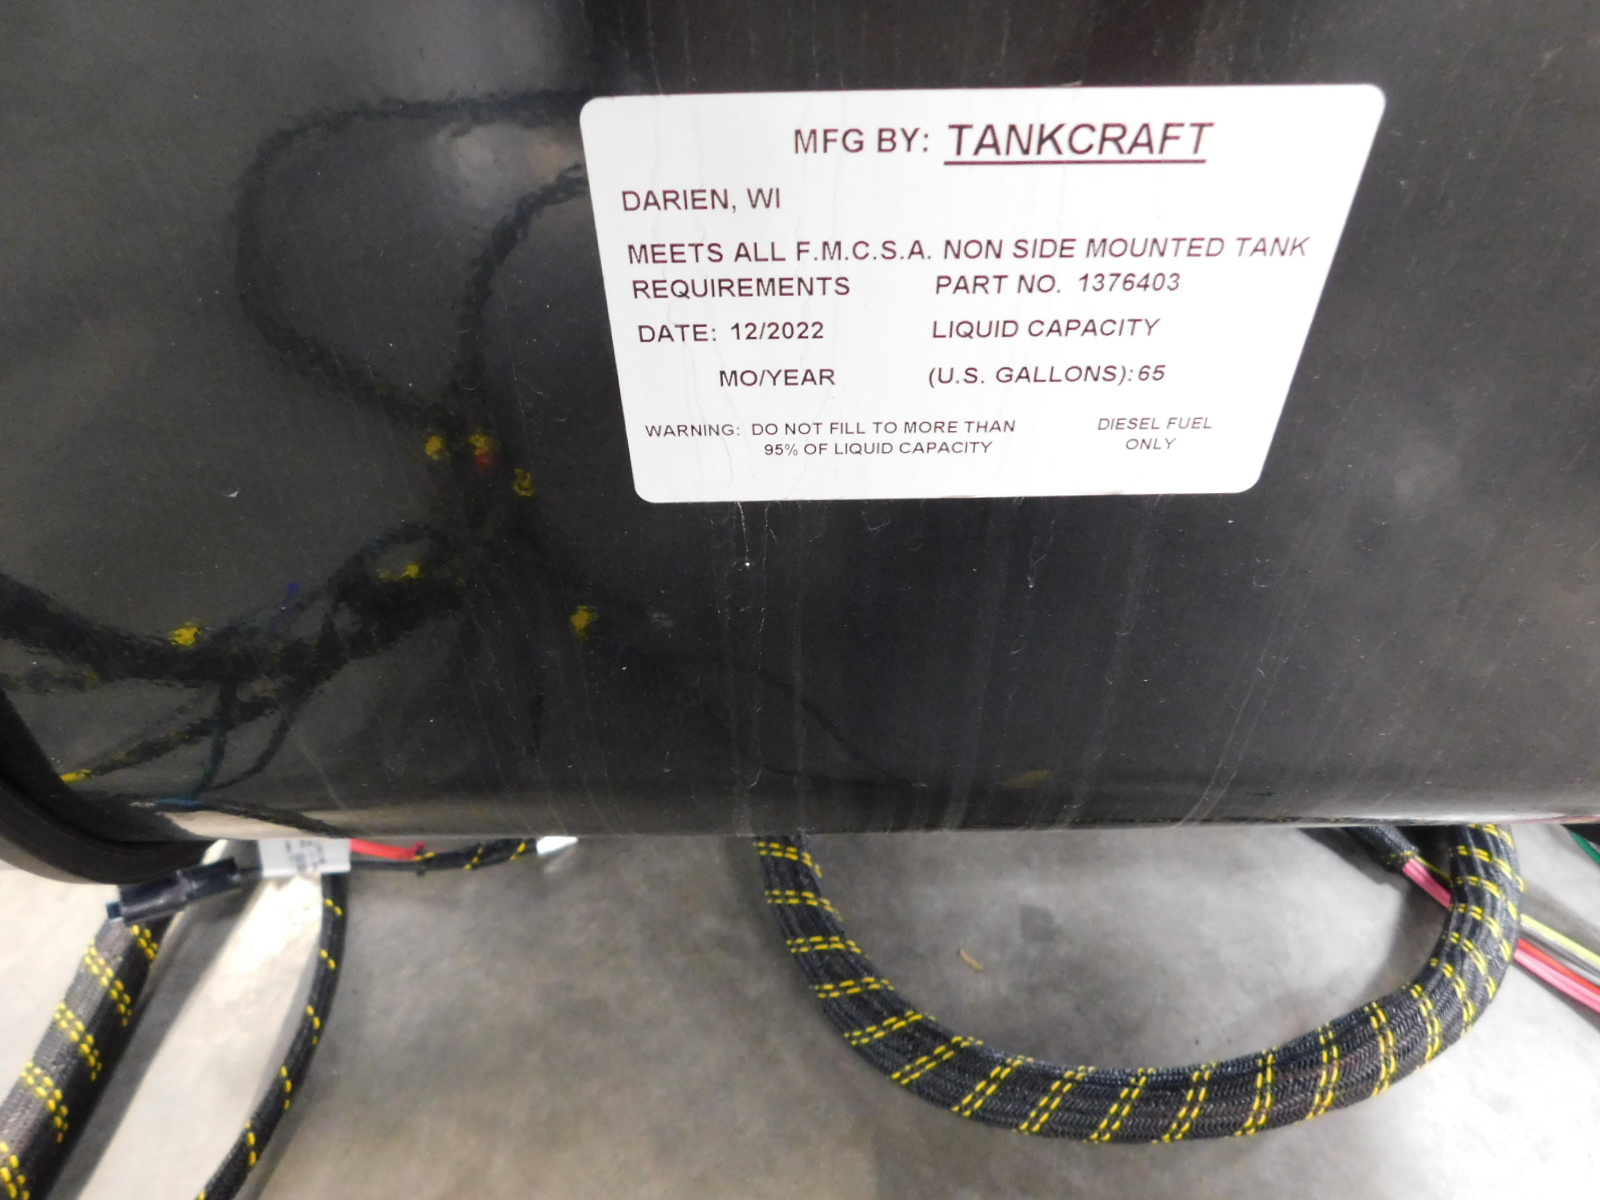 MFG BY: TANKCRAFT
DARIEN, WI
MEETS ALL F.M.C.S.A. NON SIDE MOUNTED TANK
REQUIREMENTS PART NO. 1376403
DATE: 12/2022 LIQUID CAPACITY
MO/YEAR (U.S. GALLONS): 65
WARNING: DO NOT FILL TO MORE THAN DIESEL FUEL
95% OF LIQUID CAPACITY ONLY